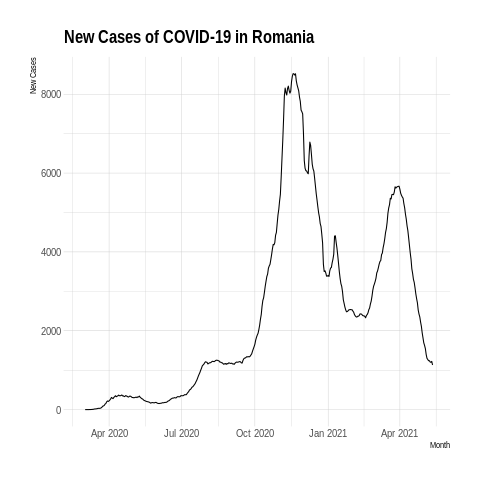 New Cases of COVID-19 in Romania
New Cases
8000
6000
4000
2000
0
Apr 2020 Jul 2020 Oct 2020 Jan 2021 Apr 2021
Month